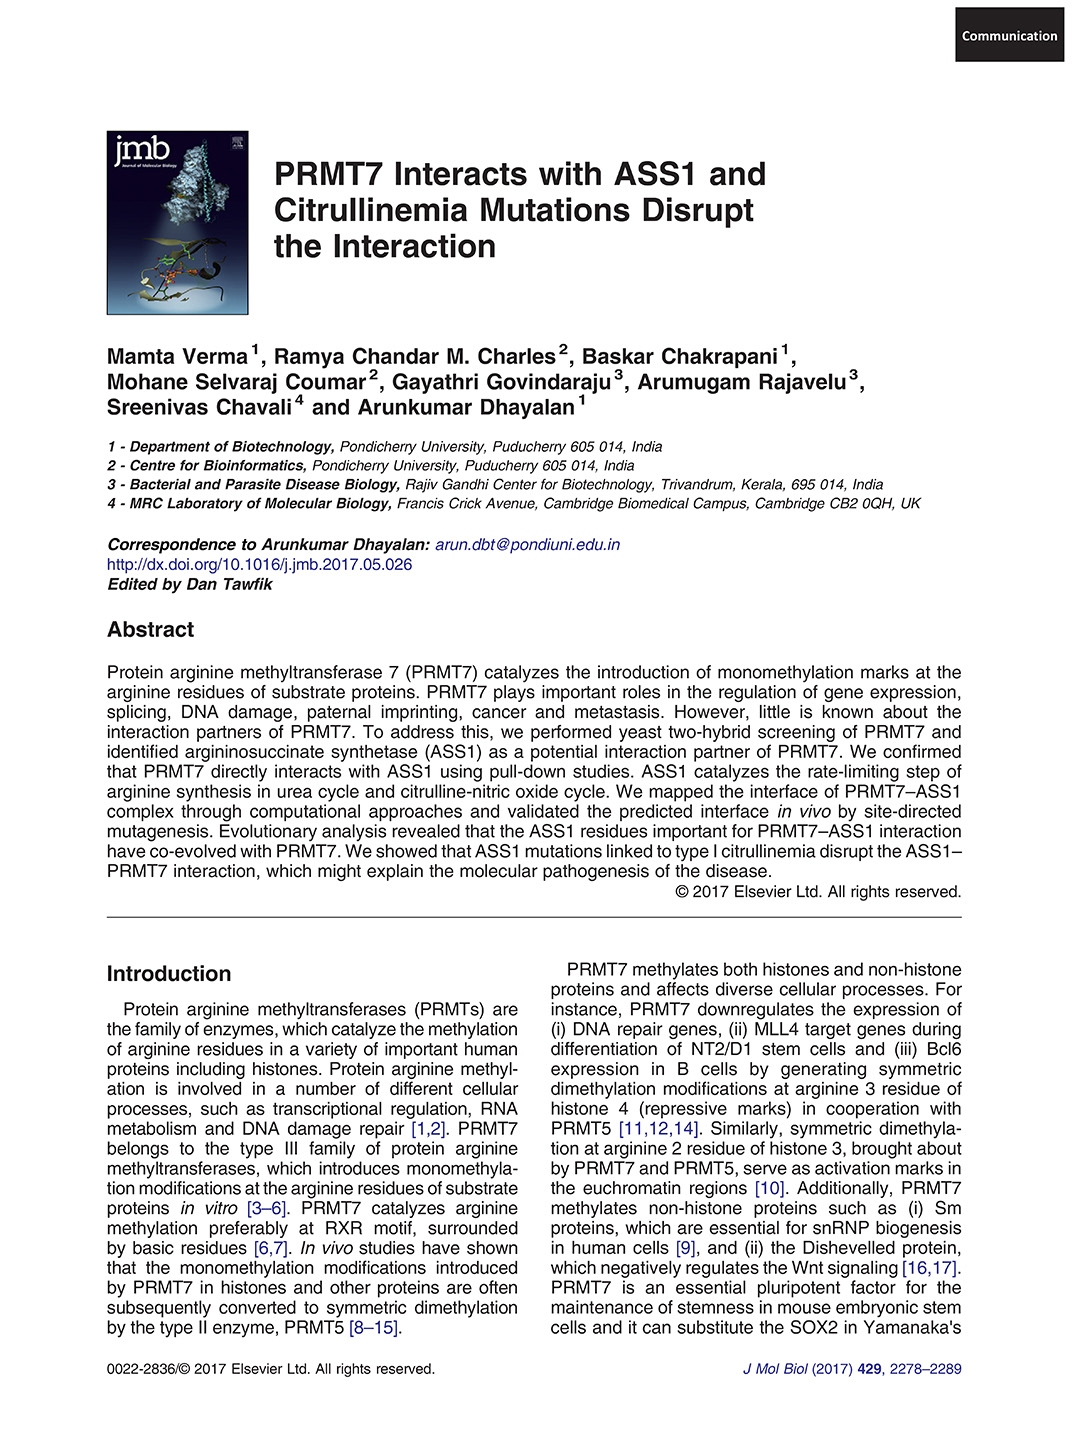 Communication
jmb
Journal of Molecular Biology
PRMT7 Interacts with ASS1 and
Citrullinemia Mutations Disrupt
the Interaction
Mamta Verma 1, Ramya Chandar M. Charles 2, Baskar Chakrapani 1,
Mohane Selvaraj Coumar 2, Gayathri Govindaraju 3, Arumugam Rajavelu 3,
Sreenivas Chavali 4 and Arunkumar Dhayalan 1
1 - Department of Biotechnology, Pondicherry University, Puducherry 605 014, India
2 - Centre for Bioinformatics, Pondicherry University, Puducherry 605 014, India
3 - Bacterial and Parasite Disease Biology, Rajiv Gandhi Center for Biotechnology, Trivandrum, Kerala, 695 014, India
4 - MRC Laboratory of Molecular Biology, Francis Crick Avenue, Cambridge Biomedical Campus, Cambridge CB2 0QH, UK
Correspondence to Arunkumar Dhayalan: arun.dbt@pondiuni.edu.in
http://dx.doi.org/10.1016/j.jmb.2017.05.026
Edited by Dan Tawfik
Abstract
Protein arginine methyltransferase 7 (PRMT7) catalyzes the introduction of monomethylation marks at the
arginine residues of substrate proteins. PRMT7 plays important roles in the regulation of gene expression,
splicing, DNA damage, paternal imprinting, cancer and metastasis. However, little is known about the
interaction partners of PRMT7. To address this, we performed yeast two-hybrid screening of PRMT7 and
identified argininosuccinate synthetase (ASS1) as a potential interaction partner of PRMT7. We confirmed
that PRMT7 directly interacts with ASS1 using pull-down studies. ASS1 catalyzes the rate-limiting step of
arginine synthesis in urea cycle and citrulline-nitric oxide cycle. We mapped the interface of PRMT7–ASS1
complex through computational approaches and validated the predicted interface in vivo by site-directed
mutagenesis. Evolutionary analysis revealed that the ASS1 residues important for PRMT7–ASS1 interaction
have co-evolved with PRMT7. We showed that ASS1 mutations linked to type I citrullinemia disrupt the ASS1–
PRMT7 interaction, which might explain the molecular pathogenesis of the disease.
© 2017 Elsevier Ltd. All rights reserved.
Introduction
Protein arginine methyltransferases (PRMTs) are
the family of enzymes, which catalyze the methylation
of arginine residues in a variety of important human
proteins including histones. Protein arginine methyl-
ation is involved in a number of different cellular
processes, such as transcriptional regulation, RNA
metabolism and DNA damage repair [1,2]. PRMT7
belongs to the type III family of protein arginine
methyltransferases, which introduces monomethyla-
tion modifications at the arginine residues of substrate
proteins in vitro [3–6]. PRMT7 catalyzes arginine
methylation preferably at RXR motif, surrounded
by basic residues [6,7]. In vivo studies have shown
that the monomethylation modifications introduced
by PRMT7 in histones and other proteins are often
subsequently converted to symmetric dimethylation
by the type II enzyme, PRMT5 [8–15].
PRMT7 methylates both histones and non-histone
proteins and affects diverse cellular processes. For
instance, PRMT7 downregulates the expression of
(i) DNA repair genes, (ii) MLL4 target genes during
differentiation of NT2/D1 stem cells and (iii) Bcl6
expression in B cells by generating symmetric
dimethylation modifications at arginine 3 residue of
histone 4 (repressive marks) in cooperation with
PRMT5 [11,12,14]. Similarly, symmetric dimethyla-
tion at arginine 2 residue of histone 3, brought about
by PRMT7 and PRMT5, serve as activation marks in
the euchromatin regions [10]. Additionally, PRMT7
methylates non-histone proteins such as (i) Sm
proteins, which are essential for snRNP biogenesis
in human cells [9], and (ii) the Dishevelled protein,
which negatively regulates the Wnt signaling [16,17].
PRMT7 is an essential pluripotent factor for the
maintenance of stemness in mouse embryonic stem
cells and it can substitute the SOX2 in Yamanaka's
0022-2836/© 2017 Elsevier Ltd. All rights reserved.
J Mol Biol (2017) 429, 2278–2289